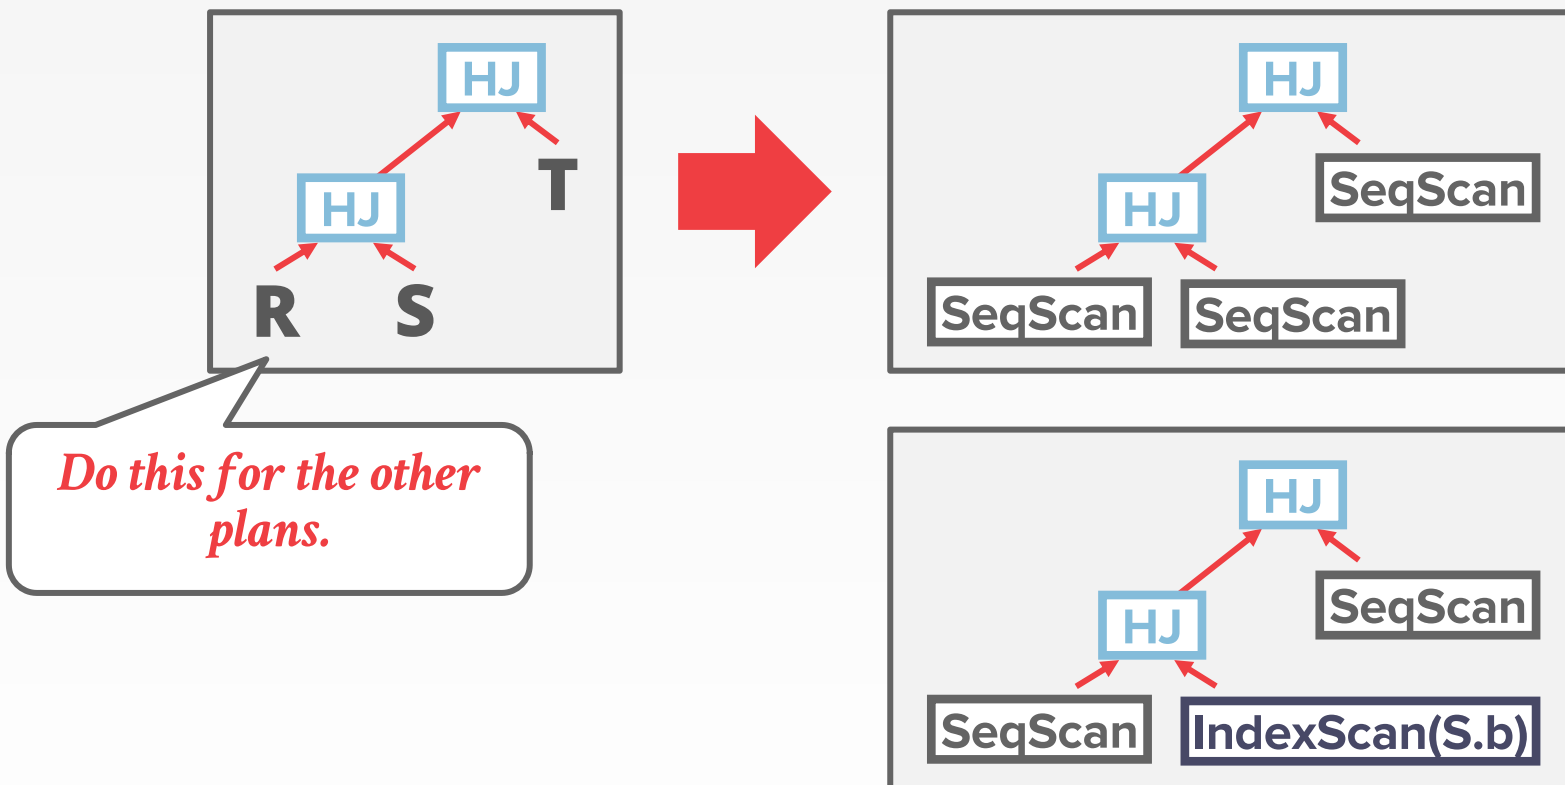 HJ
T
HJ
R S
Do this for the other
plans.
HJ
SeqScan
HJ
SeqScan SeqScan
HJ
SeqScan
HJ
SeqScan IndexScan(S.b)